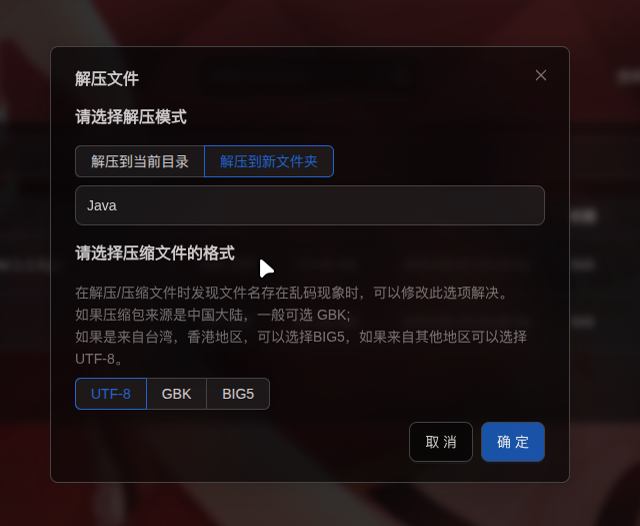 解压文件
请选择解压模式
解压到当前目录 解压到新文件夹
Java
请选择压缩文件的格式
在解压/压缩文件时发现文件名存在乱码现象时，可以修改此选项解决。
如果压缩包来源是中国大陆，一般可选 GBK;
如果是来自台湾，香港地区，可以选择BIG5，如果来自其他地区可以选择
UTF-8。
UTF-8 GBK BIG5
取 消 确 定